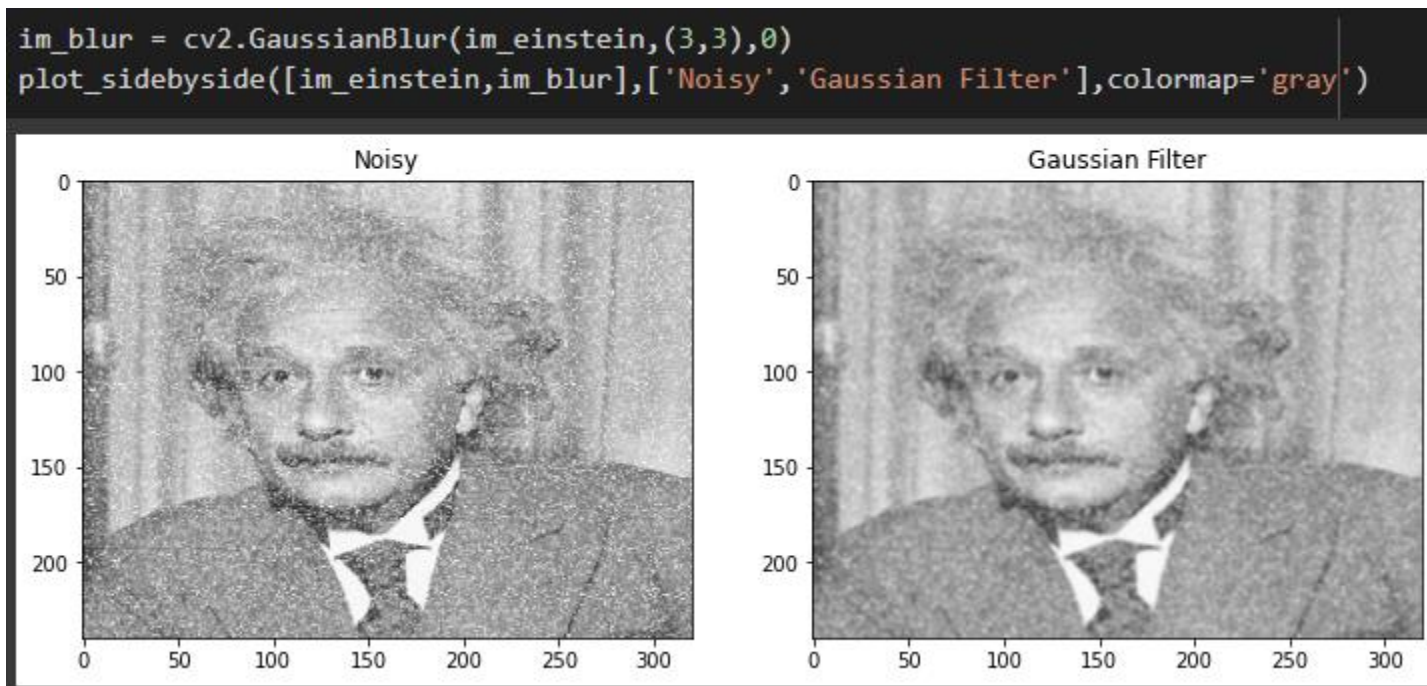 im_blur = cv2.GaussianBlur(im_einstein,(3,3),0)
plot_sidebyside([im_einstein,im_blur],['Noisy','Gaussian Filter'],colormap='gray')
Noisy
0
50
100
150
200
0 50 100 150 200 250 300
Gaussian Filter
0
50
100
150
200
0 50 100 150 200 250 300